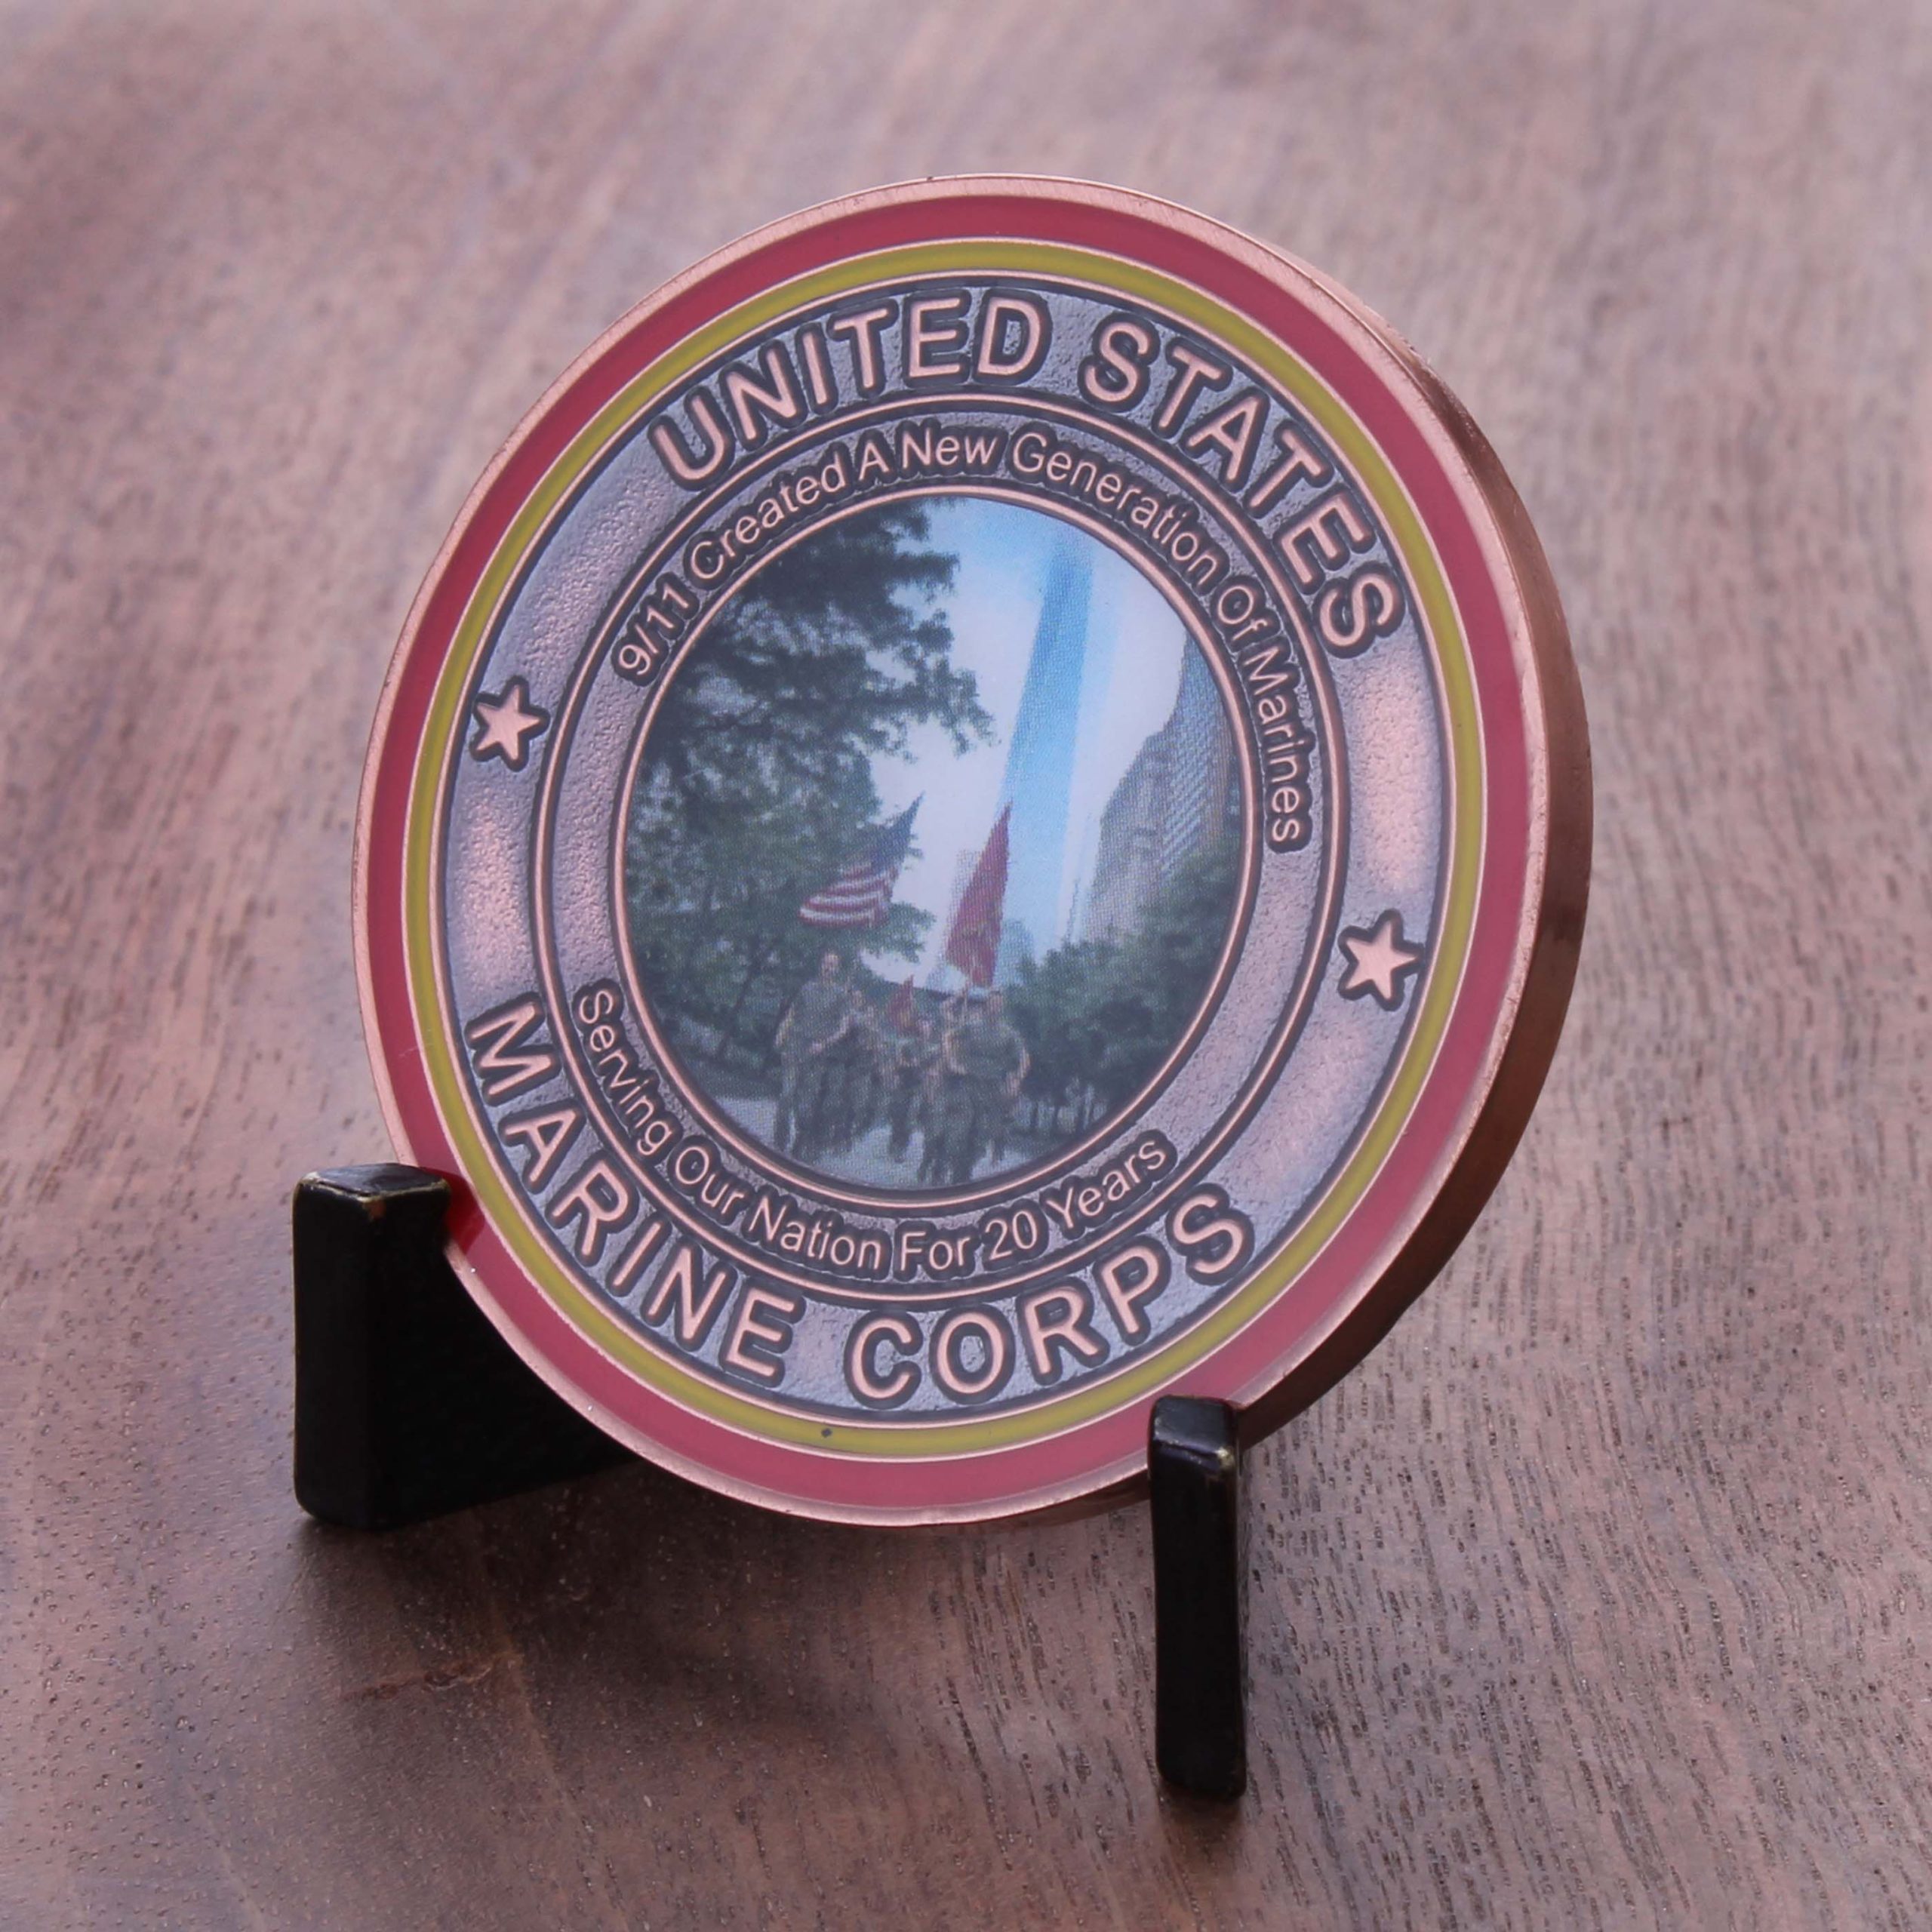 UNITED STATES
9/11 Created A New Generation Of Marines
Serving Our Nation For 20 Years
MARINE CORPS